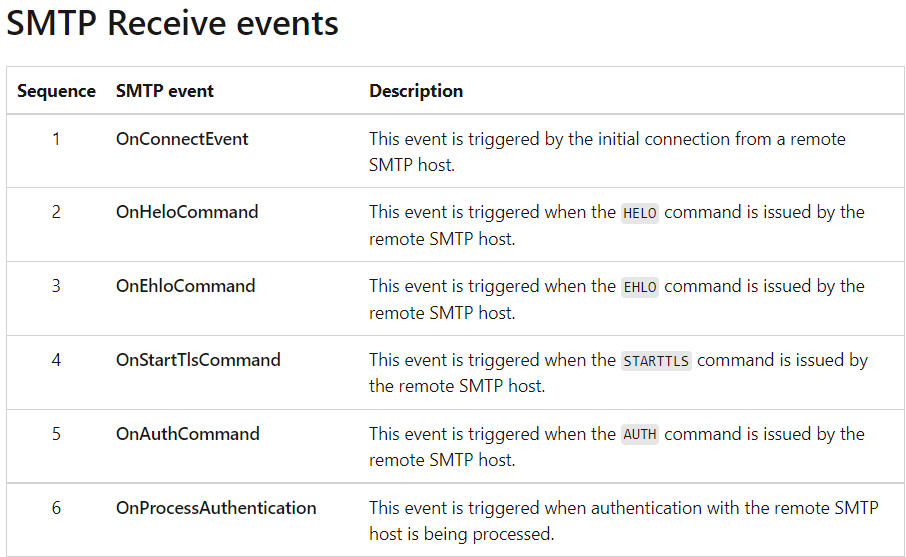 SMTP Receive events
Sequence SMTP event Description
1 OnConnectEvent This event is triggered by the initial connection from a remote
SMTP host.
2 OnHeloCommand This event is triggered when the HELO command is issued by the
remote SMTP host.
3 OnEhloCommand This event is triggered when the EHLO command is issued by the
remote SMTP host.
4 OnStartTlsCommand This event is triggered when the STARTTLS command is issued by
the remote SMTP host.
5 OnAuthCommand This event is triggered when the AUTH command is issued by the
remote SMTP host.
6 OnProcessAuthentication This event is triggered when authentication with the remote SMTP
host is being processed.